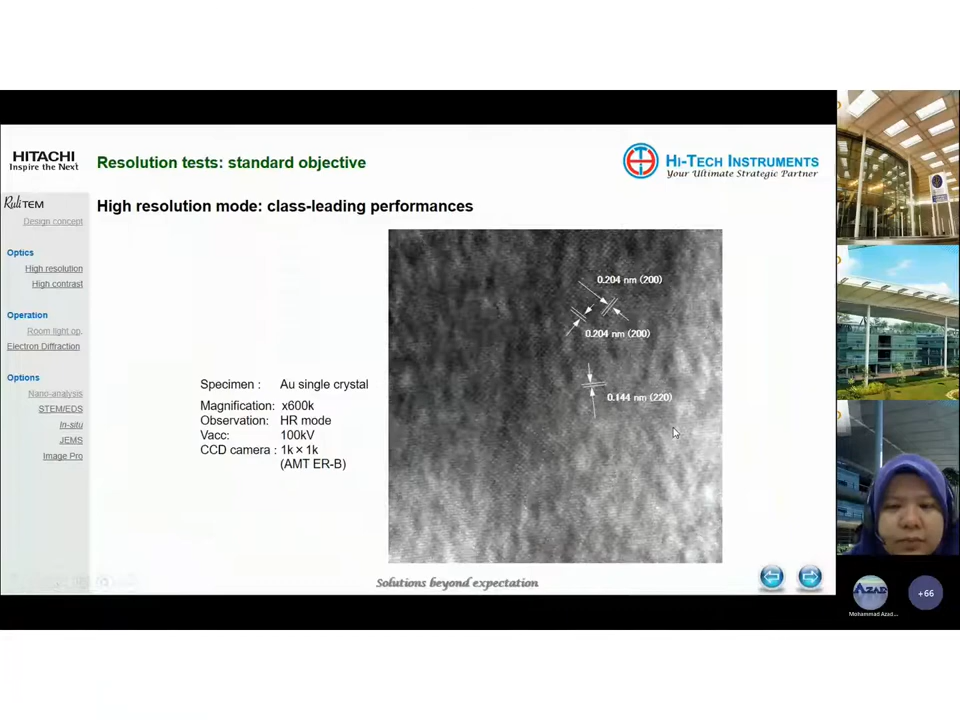 HITACHI
Inspire the Next
Resolution tests: standard objective
HI-TECH INSTRUMENTS
Your Ultimate Strategic Partner
RuliTEM
Design concept
High resolution mode: class-leading performances
Optics
High resolution
High contrast
Operation
Room light op.
Electron Diffraction
Options
Nano-analysis
STEM/EDS
In-situ
JEMS
Image Pro
Specimen : Au single crystal
Magnification: x600k
Observation: HR mode
Vacc: 100kV
CCD camera : 1k×1k
(AMT ER-B)
0.204 nm (200)
0.204 nm (200)
0.144 nm (220)
Solutions beyond expectation
AZAD
Mohammad Azad...
+66